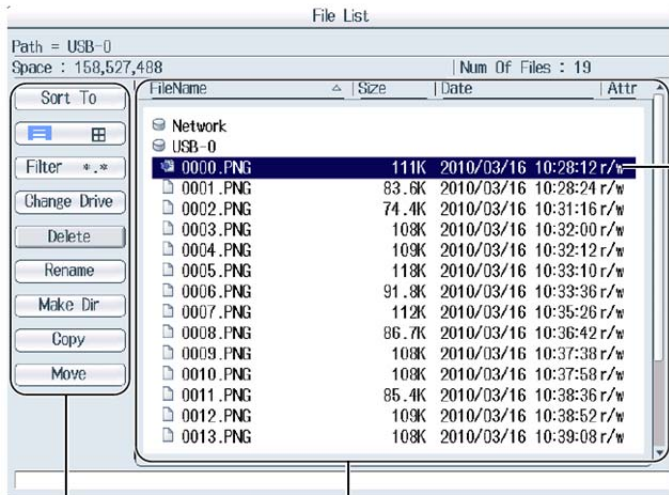 File List
Path = USB-0
Space : 158,527,488 Num Of Files : 19
Sort To
Filter *.*
Change Drive
Delete
Rename
Make Dir
Copy
Move
FileName Size Date Attr
Network
USB-0
0000.PNG 111K 2010/03/16 10:28:12 r/w
0001.PNG 83.6K 2010/03/16 10:28:24 r/w
0002.PNG 74.4K 2010/03/16 10:31:16 r/w
0003.PNG 108K 2010/03/16 10:32:00 r/w
0004.PNG 109K 2010/03/16 10:32:12 r/w
0005.PNG 118K 2010/03/16 10:33:10 r/w
0006.PNG 91.8K 2010/03/16 10:33:36 r/w
0007.PNG 112K 2010/03/16 10:35:26 r/w
0008.PNG 86.7K 2010/03/16 10:36:42 r/w
0009.PNG 108K 2010/03/16 10:37:38 r/w
0010.PNG 108K 2010/03/16 10:37:58 r/w
0011.PNG 85.4K 2010/03/16 10:38:36 r/w
0012.PNG 109K 2010/03/16 10:38:52 r/w
0013.PNG 108K 2010/03/16 10:39:08 r/w